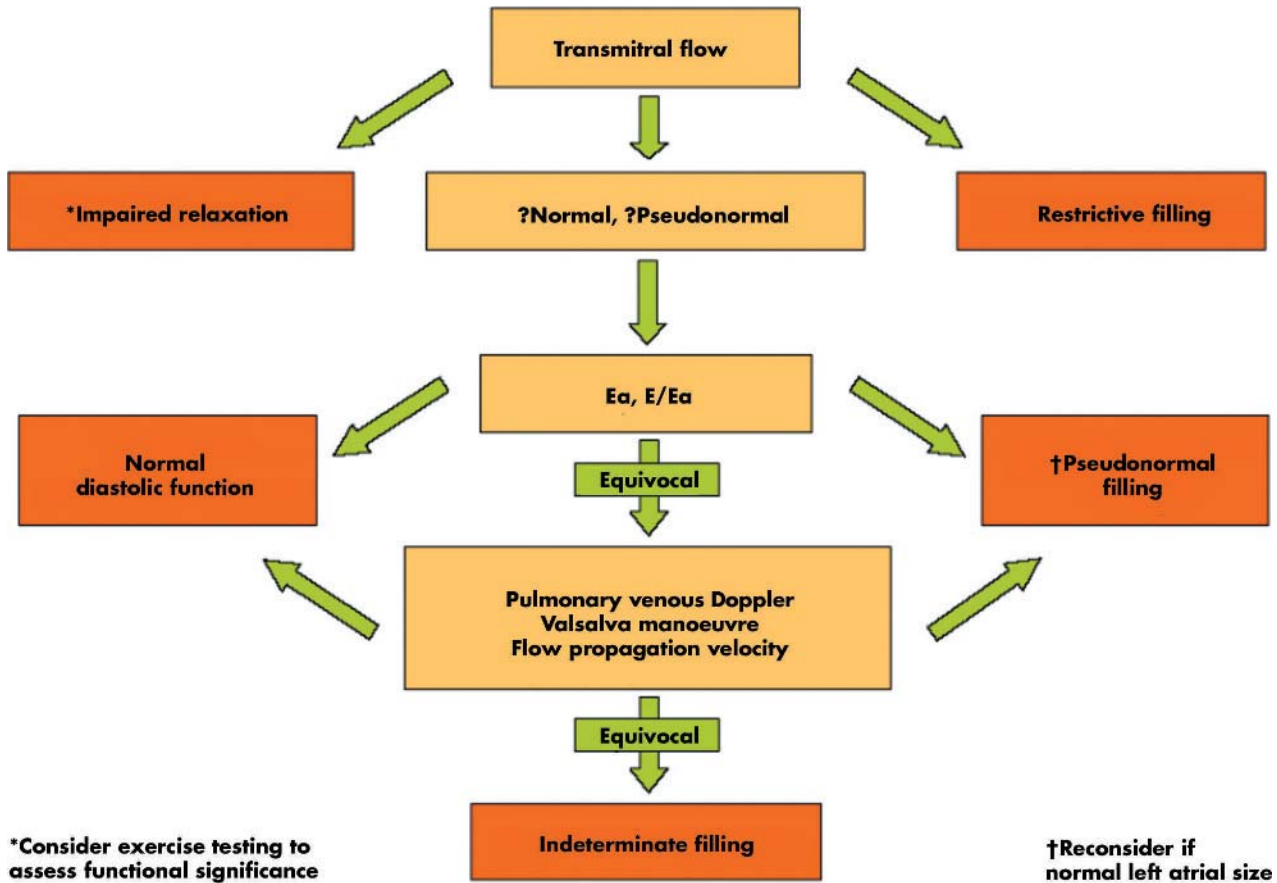 Transmitral flow
*Impaired relaxation
?Normal, ?Pseudonormal
Restrictive filling
Ea, E/Ea
Normal
diastolic function
Equivocal
†Pseudonormal
filling
Pulmonary venous Doppler
Valsalva manoeuvre
Flow propagation velocity
Equivocal
Indeterminate filling
*Consider exercise testing to
assess functional significance
†Reconsider if
normal left atrial size